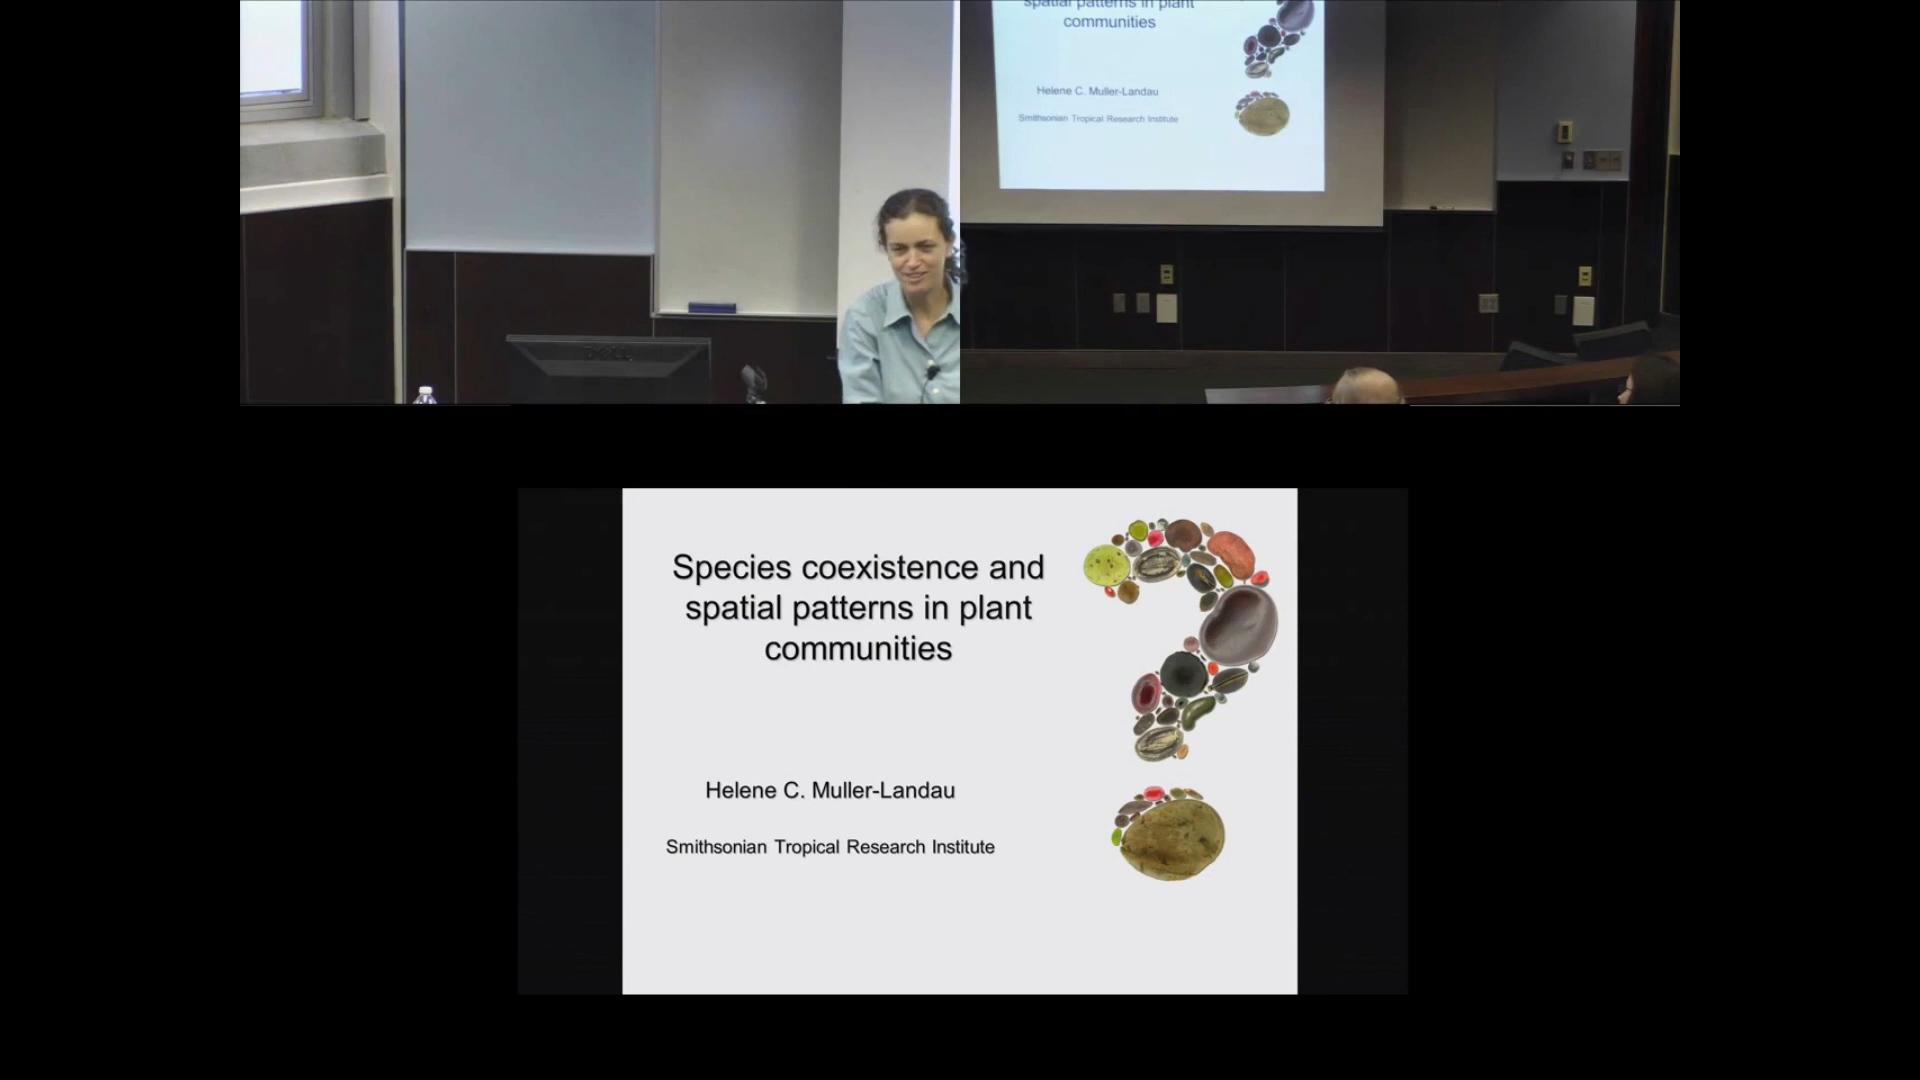 spatial patterns in plant
communities
Helene C. Muller-Landau
Smithsonian Tropical Research Institute
DELL
Species coexistence and
spatial patterns in plant
communities
Helene C. Muller-Landau
Smithsonian Tropical Research Institute